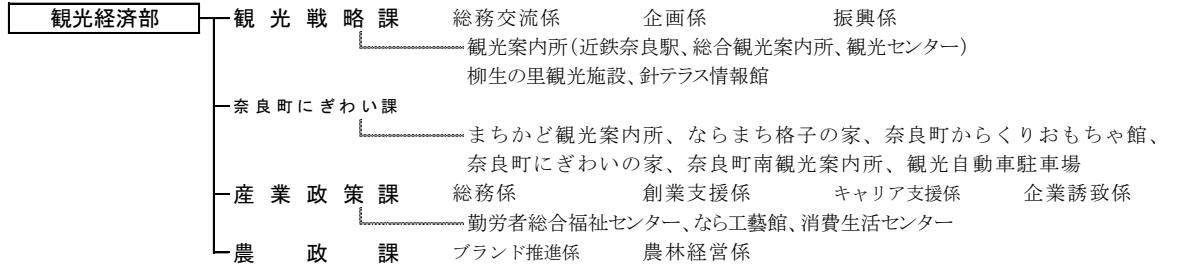 観光経済部 観光戦略課 総務交流係 企画係 振興係
観光案内所(近鉄奈良駅、総合観光案内所、観光センター)
柳生の里観光施設、針テラス情報館
奈良町にぎわい課
まちかど観光案内所、ならまち格子の家、奈良町からくりおもちゃ館、
奈良町にぎわいの家、奈良町南観光案内所、観光自動車駐車場
産業政策課 総務係 創業支援係 キャリア支援係 企業誘致係
勤労者総合福祉センター、なら工藝館、消費生活センター
農政課 ブランド推進係 農林経営係